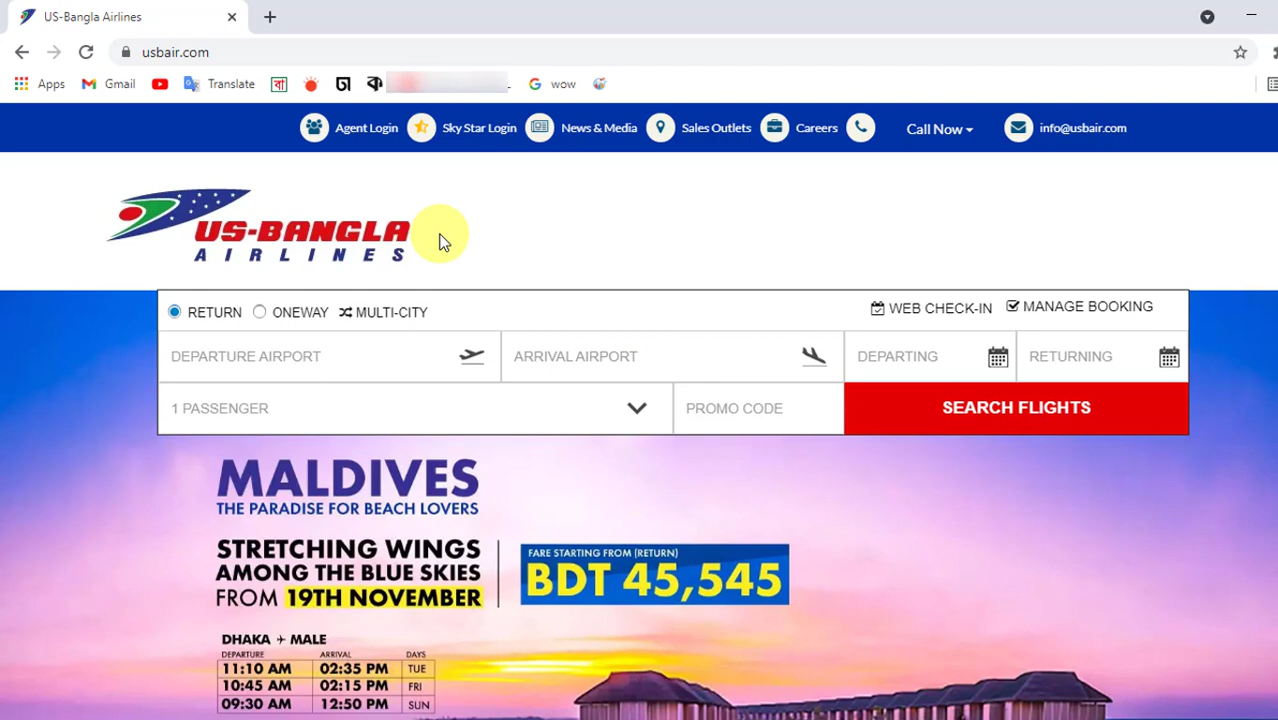 US-Bangla Airlines
usbair.com
Apps Gmail Translate বা ঢা ক wow
Agent Login Sky Star Login News & Media Sales Outlets Careers Call Now info@usbair.com
US-BANGLA
AIRLINES
RETURN ONEWAY MULTI-CITY WEB CHECK-IN MANAGE BOOKING
DEPARTURE AIRPORT ARRIVAL AIRPORT DEPARTING RETURNING
1 PASSENGER PROMO CODE SEARCH FLIGHTS
MALDIVES
THE PARADISE FOR BEACH LOVERS
STRETCHING WINGS
AMONG THE BLUE SKIES
FROM 19TH NOVEMBER
FARE STARTING FROM (RETURN)
BDT 45,545
DHAKA MALE
DEPARTURE ARRIVAL DAYS
11:10 AM 02:35 PM TUE
10:45 AM 02:15 PM FRI
09:30 AM 12:50 PM SUN